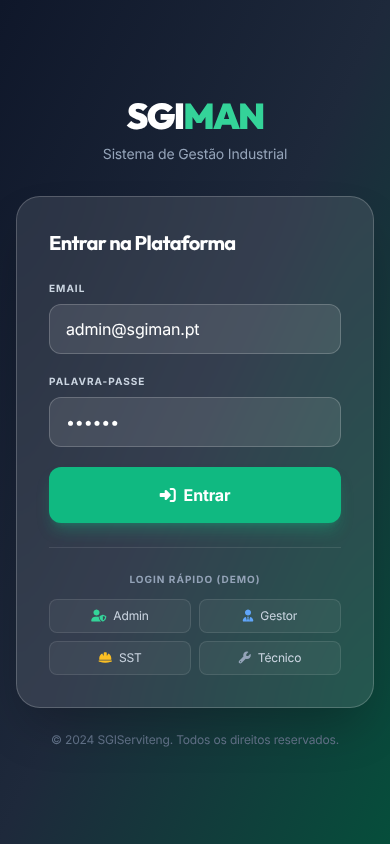 SGIMAN
Sistema de Gestão Industrial
Entrar na Plataforma
EMAIL
admin@sgiman.pt
PALAVRA-PASSE
••••••
Entrar
LOGIN RÁPIDO (DEMO)
Admin
Gestor
SST
Técnico
© 2024 SGIServiteng. Todos os direitos reservados.